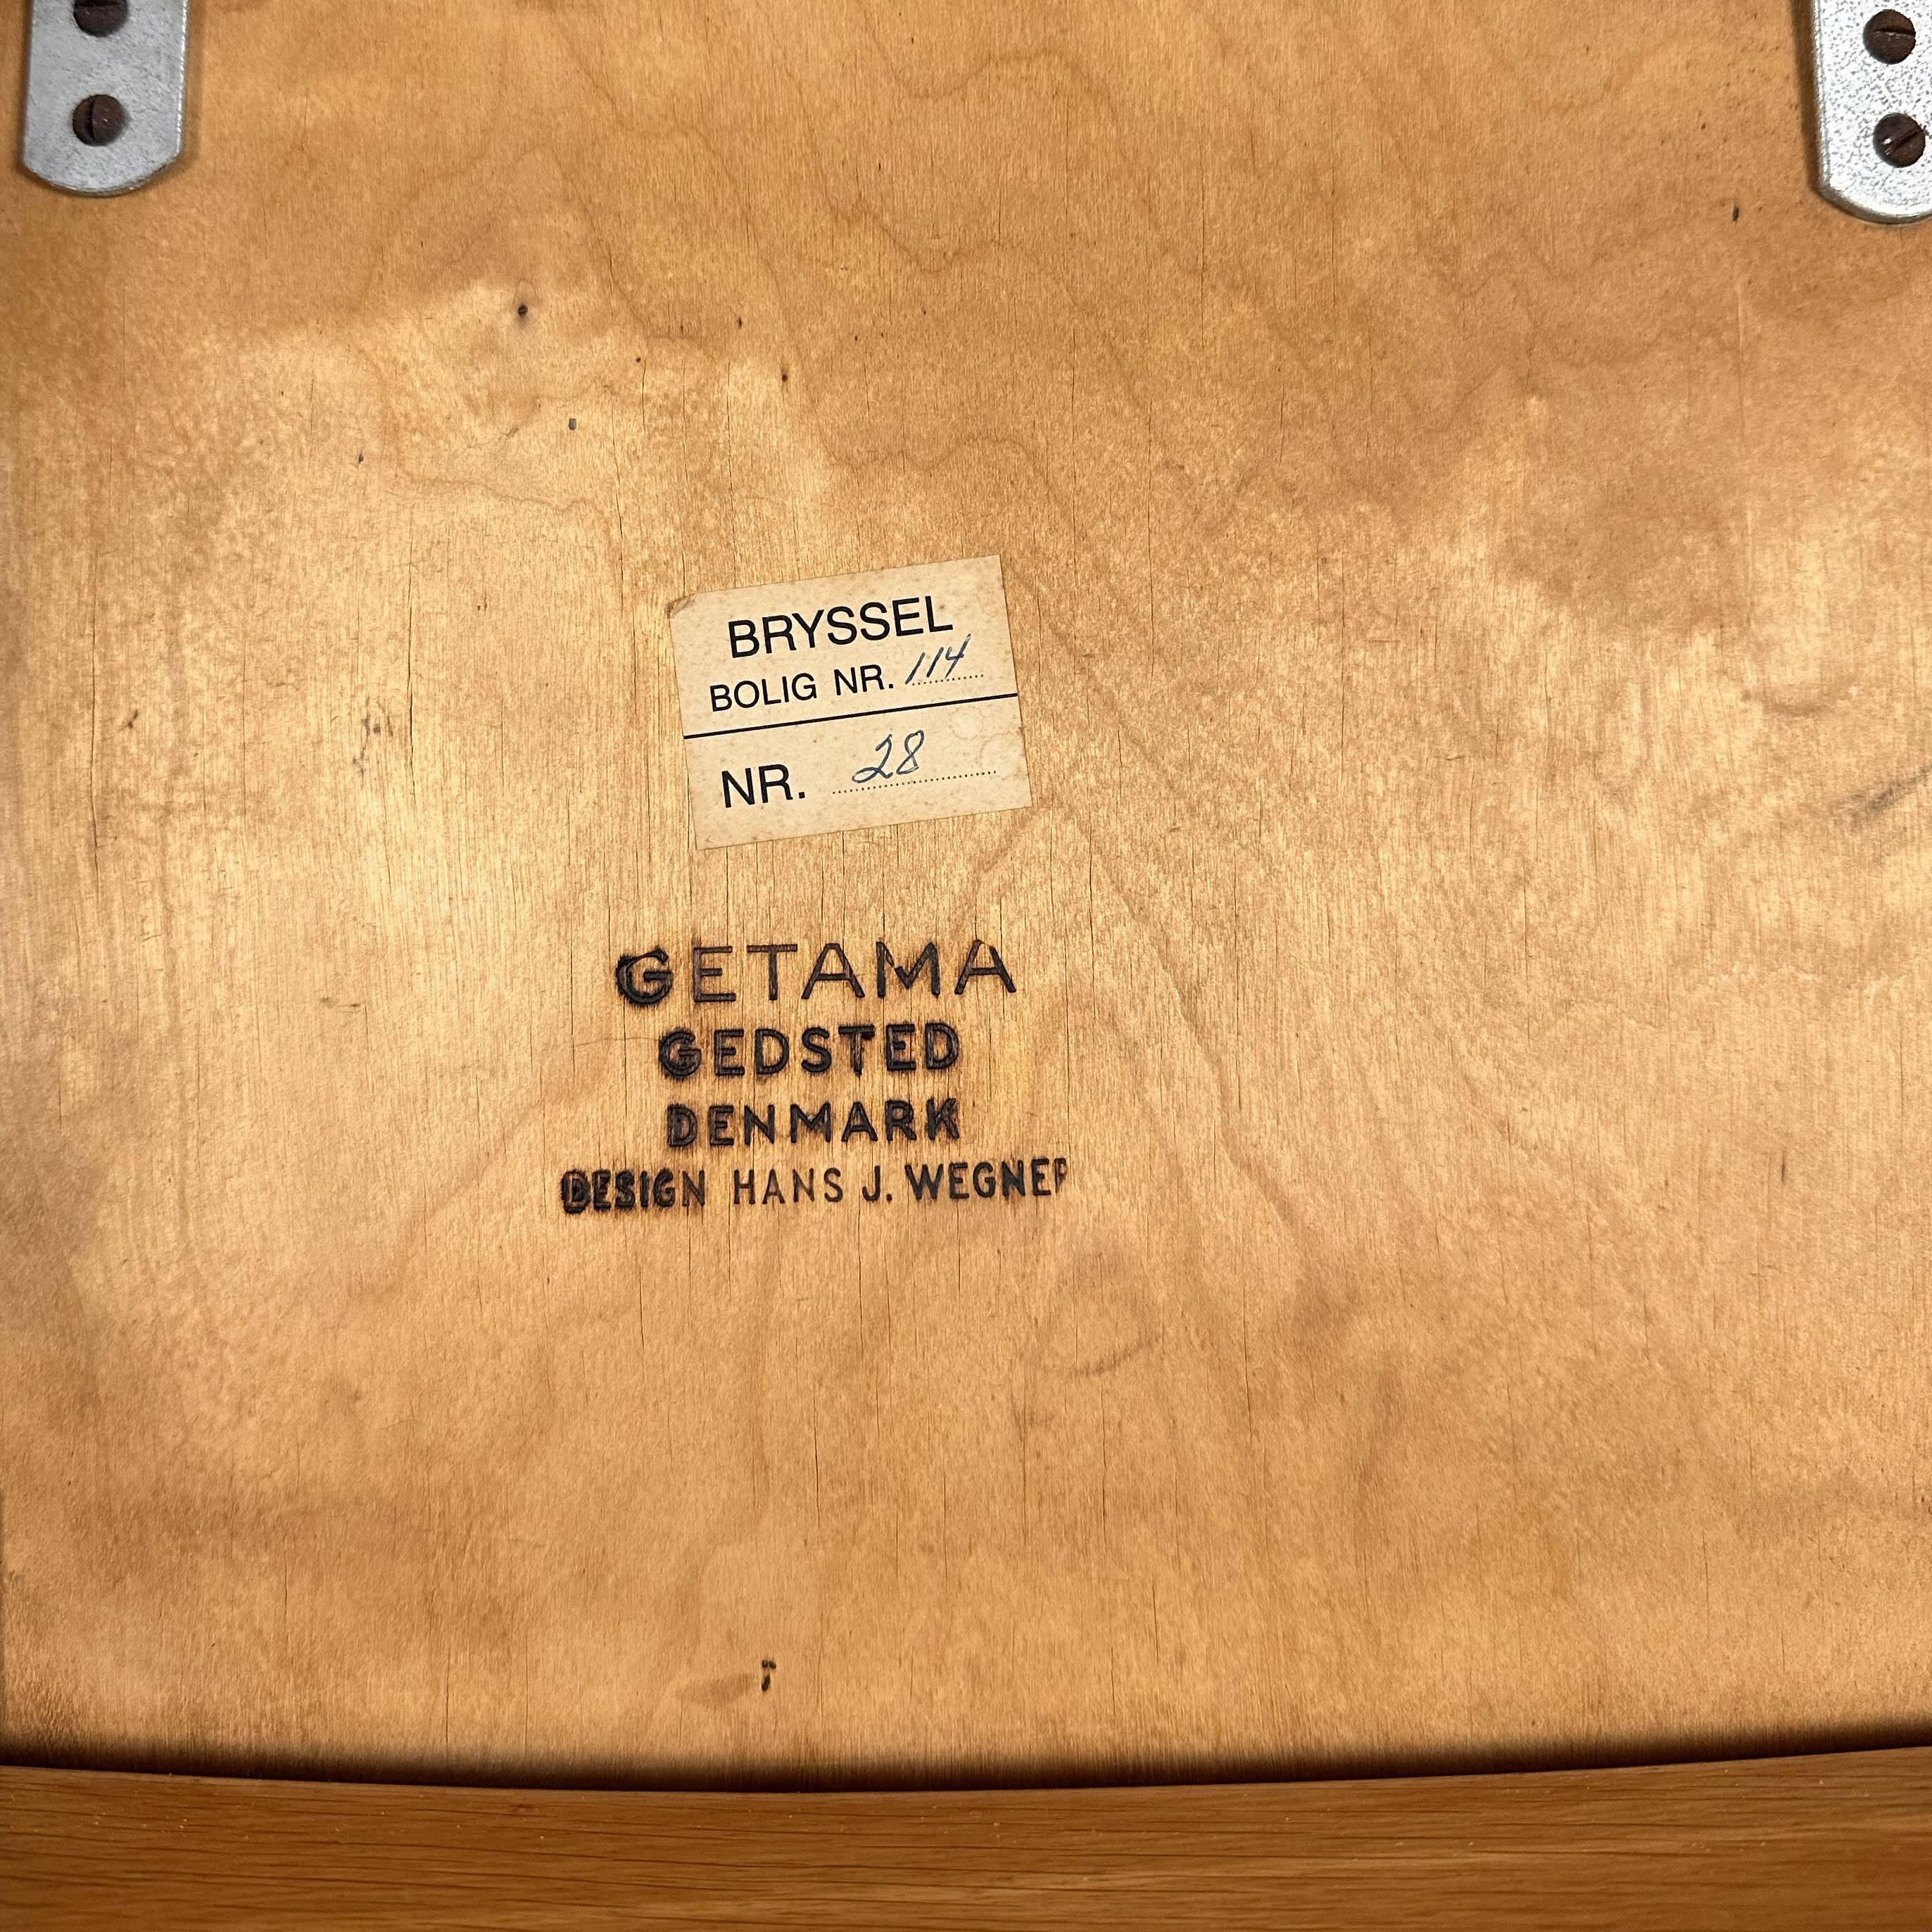 BRYSSEL
BOLIG NR. 114
NR. 28
GETAMA
GEDSTED
DENMARK
DESIGN HANS J. WEGNER